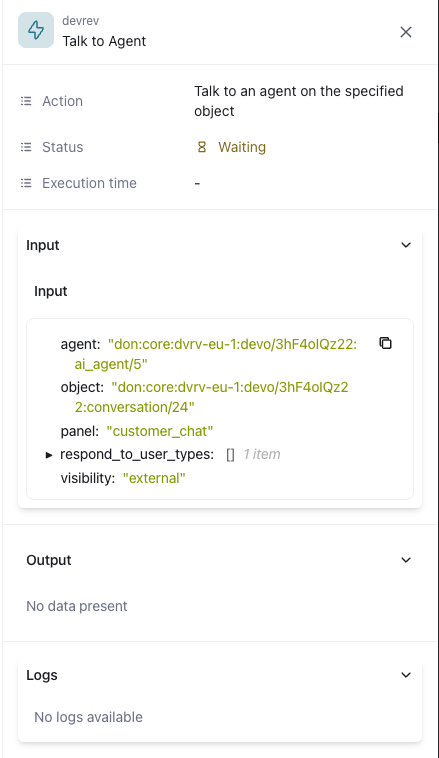 devrev
Talk to Agent
Action
Talk to an agent on the specified
object
Status
Waiting
Execution time
-
Input
Input
agent: "don:core:dvrv-eu-1:devo/3hF4oIQz22:
ai_agent/5"
object: "don:core:dvrv-eu-1:devo/3hF4oIQz2
2:conversation/24"
panel: "customer_chat"
respond_to_user_types: [] 1 item
visibility: "external"
Output
No data present
Logs
No logs available